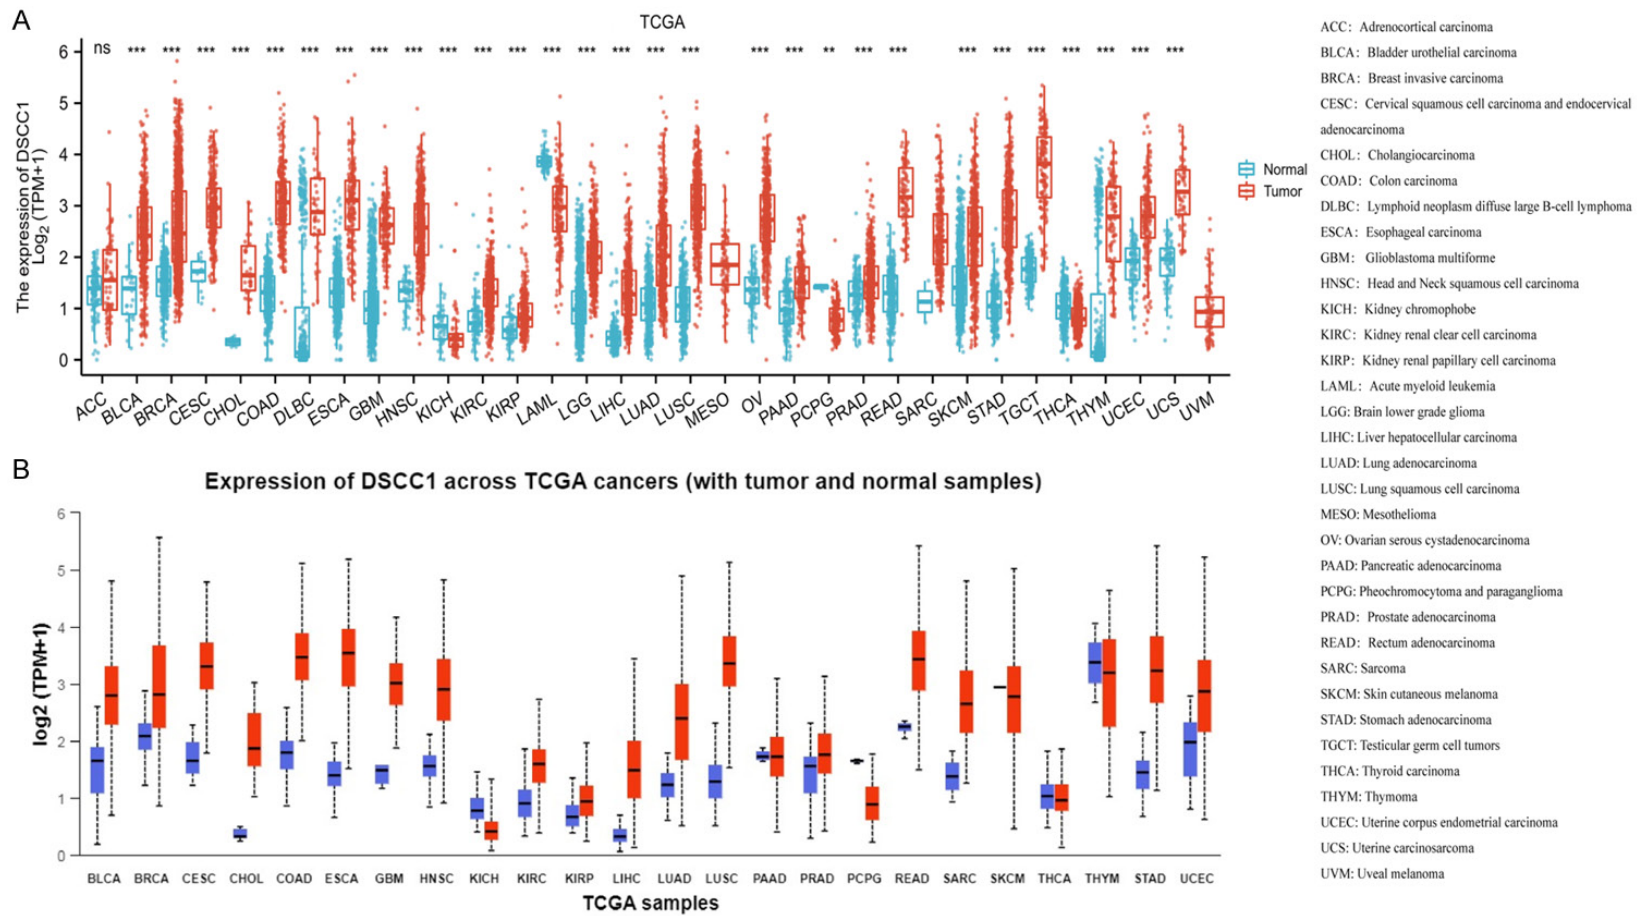 A
TCGA
The expression of DSCC1
Log2 (TPM+1)
6
5
4
3
2
1
0
ns *** *** *** *** *** *** *** *** *** *** *** *** *** *** *** *** *** *** *** ** *** *** *** *** *** *** *** *** ***
Normal
Tumor
ACC BLCA BRCA CESC CHOL COAD DLBC ESCA GBM HNSC KICH KIRC KIRP LAML LGG LIHC LUAD LUSC MESO OV PAAD PCPG PRAD READ SARC SKCM STAD TGCT THCA THYM UCEC UCS UVM
B
Expression of DSCC1 across TCGA cancers (with tumor and normal samples)
log2 (TPM+1)
6
5
4
3
2
1
0
BLCA BRCA CESC CHOL COAD ESCA GBM HNSC KICH KIRC KIRP LIHC LUAD LUSC PAAD PRAD PCPG READ SARC SKCM THCA THYM STAD UCEC
TCGA samples
ACC: Adrenocortical carcinoma
BLCA: Bladder urothelial carcinoma
BRCA: Breast invasive carcinoma
CESC: Cervical squamous cell carcinoma and endocervical
adenocarcinoma
CHOL: Cholangiocarcinoma
COAD: Colon carcinoma
DLBC: Lymphoid neoplasm diffuse large B-cell lymphoma
ESCA: Esophageal carcinoma
GBM: Glioblastoma multiforme
HNSC: Head and Neck squamous cell carcinoma
KICH: Kidney chromophobe
KIRC: Kidney renal clear cell carcinoma
KIRP: Kidney renal papillary cell carcinoma
LAML: Acute myeloid leukemia
LGG: Brain lower grade glioma
LIHC: Liver hepatocellular carcinoma
LUAD: Lung adenocarcinoma
LUSC: Lung squamous cell carcinoma
MESO: Mesothelioma
OV: Ovarian serous cystadenocarcinoma
PAAD: Pancreatic adenocarcinoma
PCPG: Pheochromocytoma and paraganglioma
PRAD: Prostate adenocarcinoma
READ: Rectum adenocarcinoma
SARC: Sarcoma
SKCM: Skin cutaneous melanoma
STAD: Stomach adenocarcinoma
TGCT: Testicular germ cell tumors
THCA: Thyroid carcinoma
THYM: Thymoma
UCEC: Uterine corpus endometrial carcinoma
UCS: Uterine carcinosarcoma
UVM: Uveal melanoma